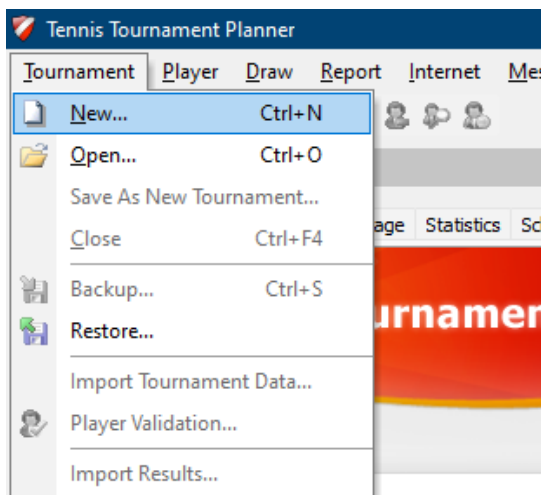 Tennis Tournament Planner
Tournament Player Draw Report Internet
New... Ctrl+N
Open... Ctrl+O
Save As New Tournament...
Close Ctrl+F4
age Statistics
Backup... Ctrl+S
Restore...
Import Tournament Data...
Player Validation...
Import Results...